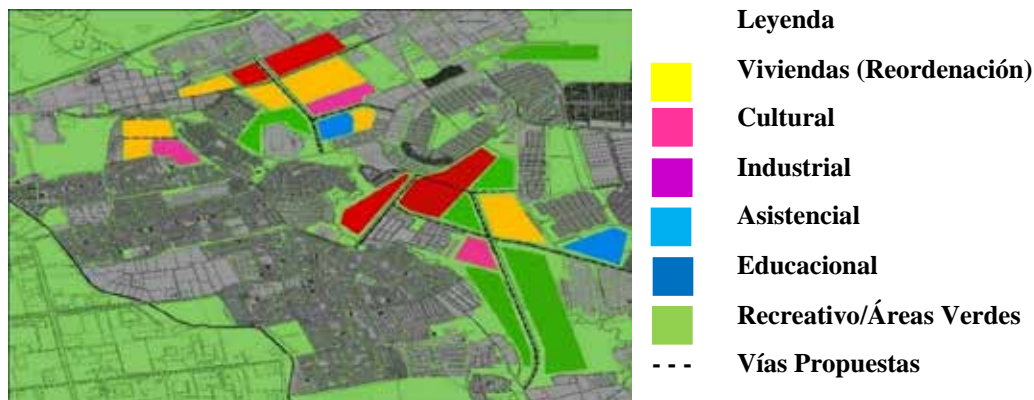 Leyenda
Viviendas (Reordenación)
Cultural
Industrial
Asistencial
Educacional
Recreativo/Áreas Verdes
Vías Propuestas